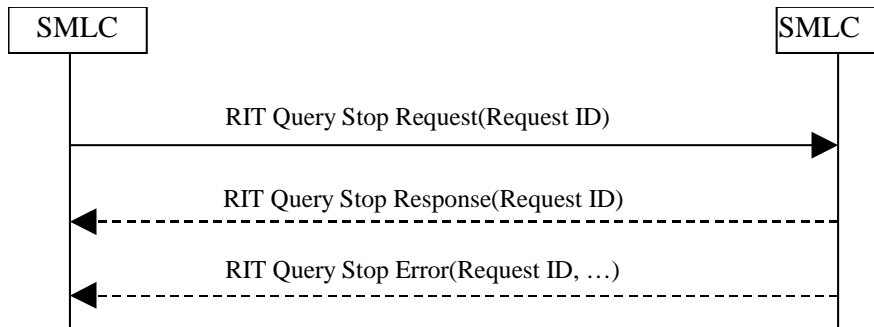 SMLC
SMLC
RIT Query Stop Request(Request ID)
RIT Query Stop Response(Request ID)
RIT Query Stop Error(Request ID, …)